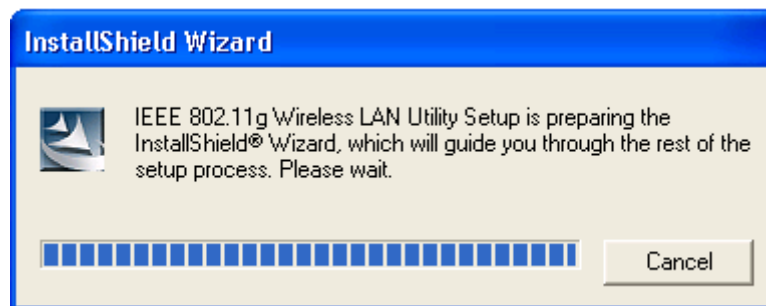 InstallShield Wizard
IEEE 802.11g Wireless LAN Utility Setup is preparing the
InstallShield® Wizard, which will guide you through the rest of the
setup process. Please wait.
Cancel